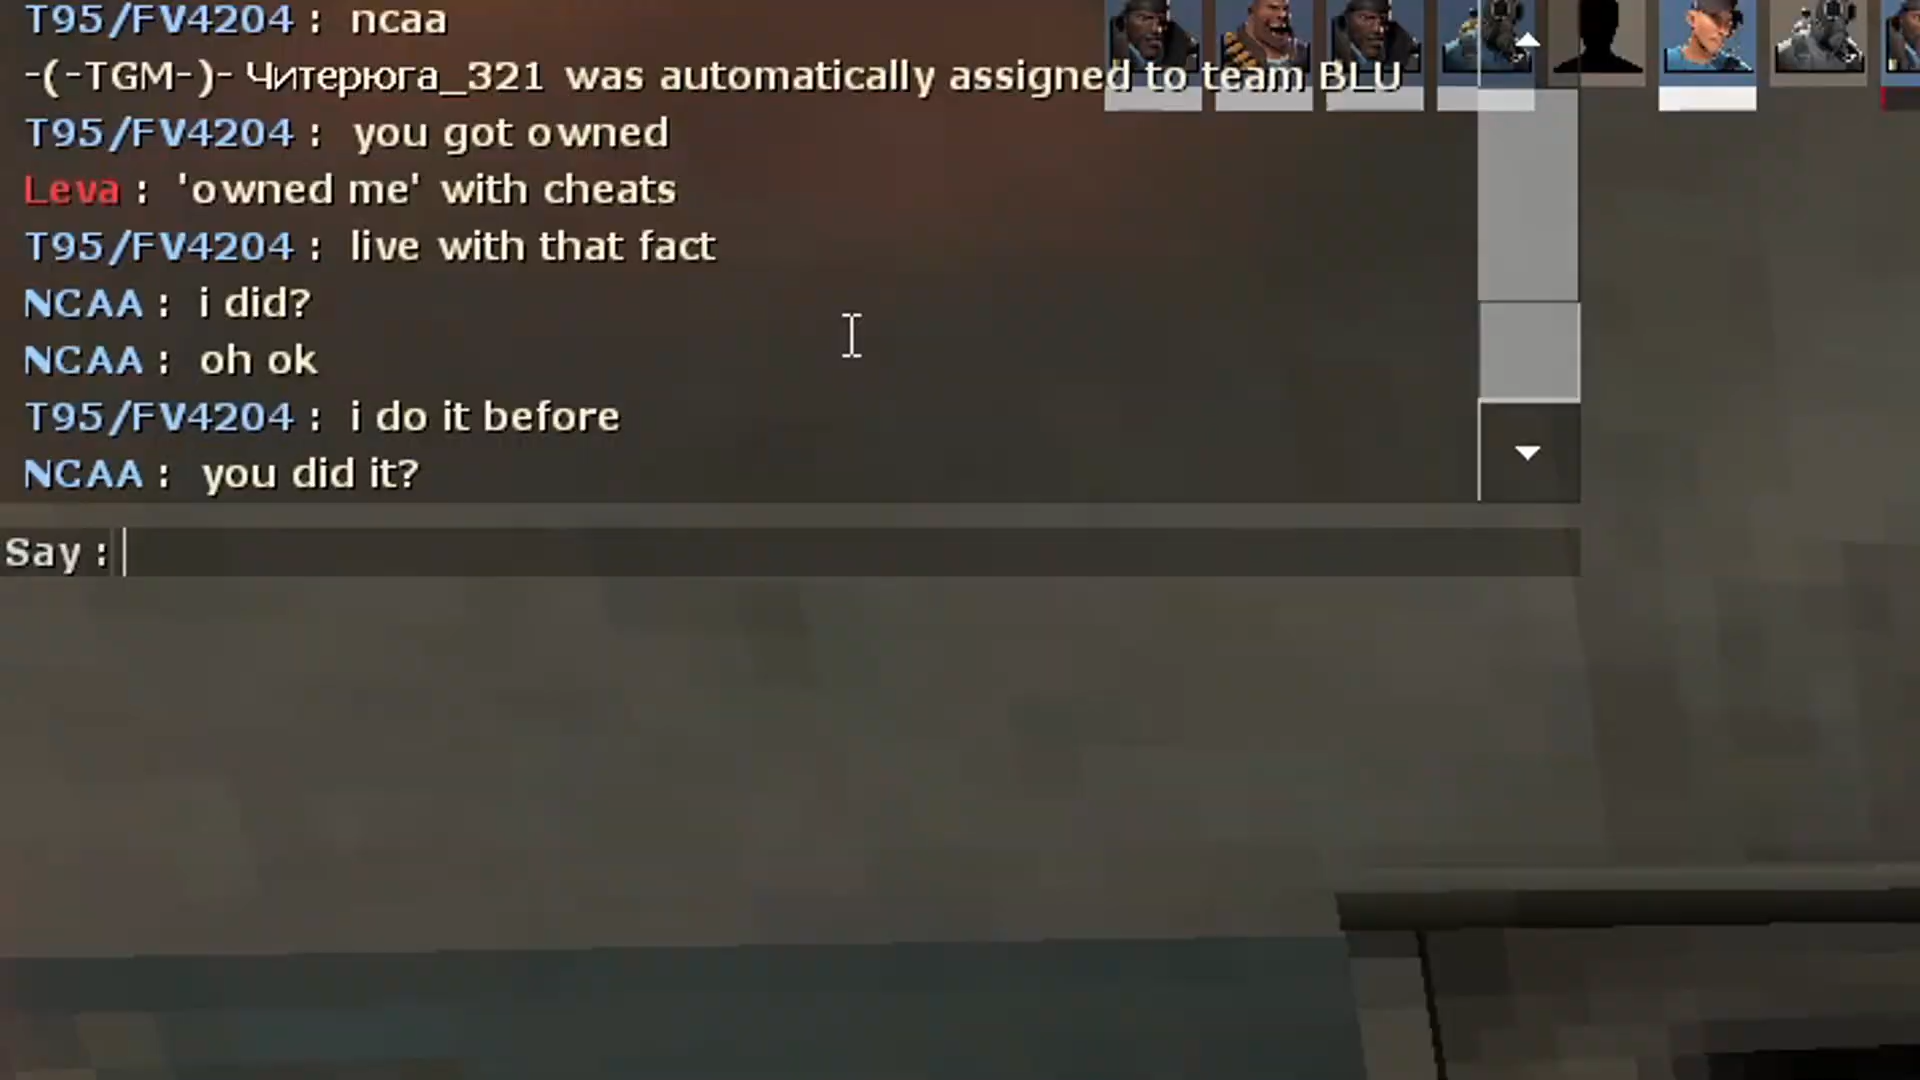 T95/FV4204 : ncaa
-(-TGM-)- Читерюга_321 was automatically assigned to team BLU
T95/FV4204 : you got owned
Leva : 'owned me' with cheats
T95/FV4204 : live with that fact
NCAA : i did?
NCAA : oh ok
T95/FV4204 : i do it before
NCAA : you did it?
Say :